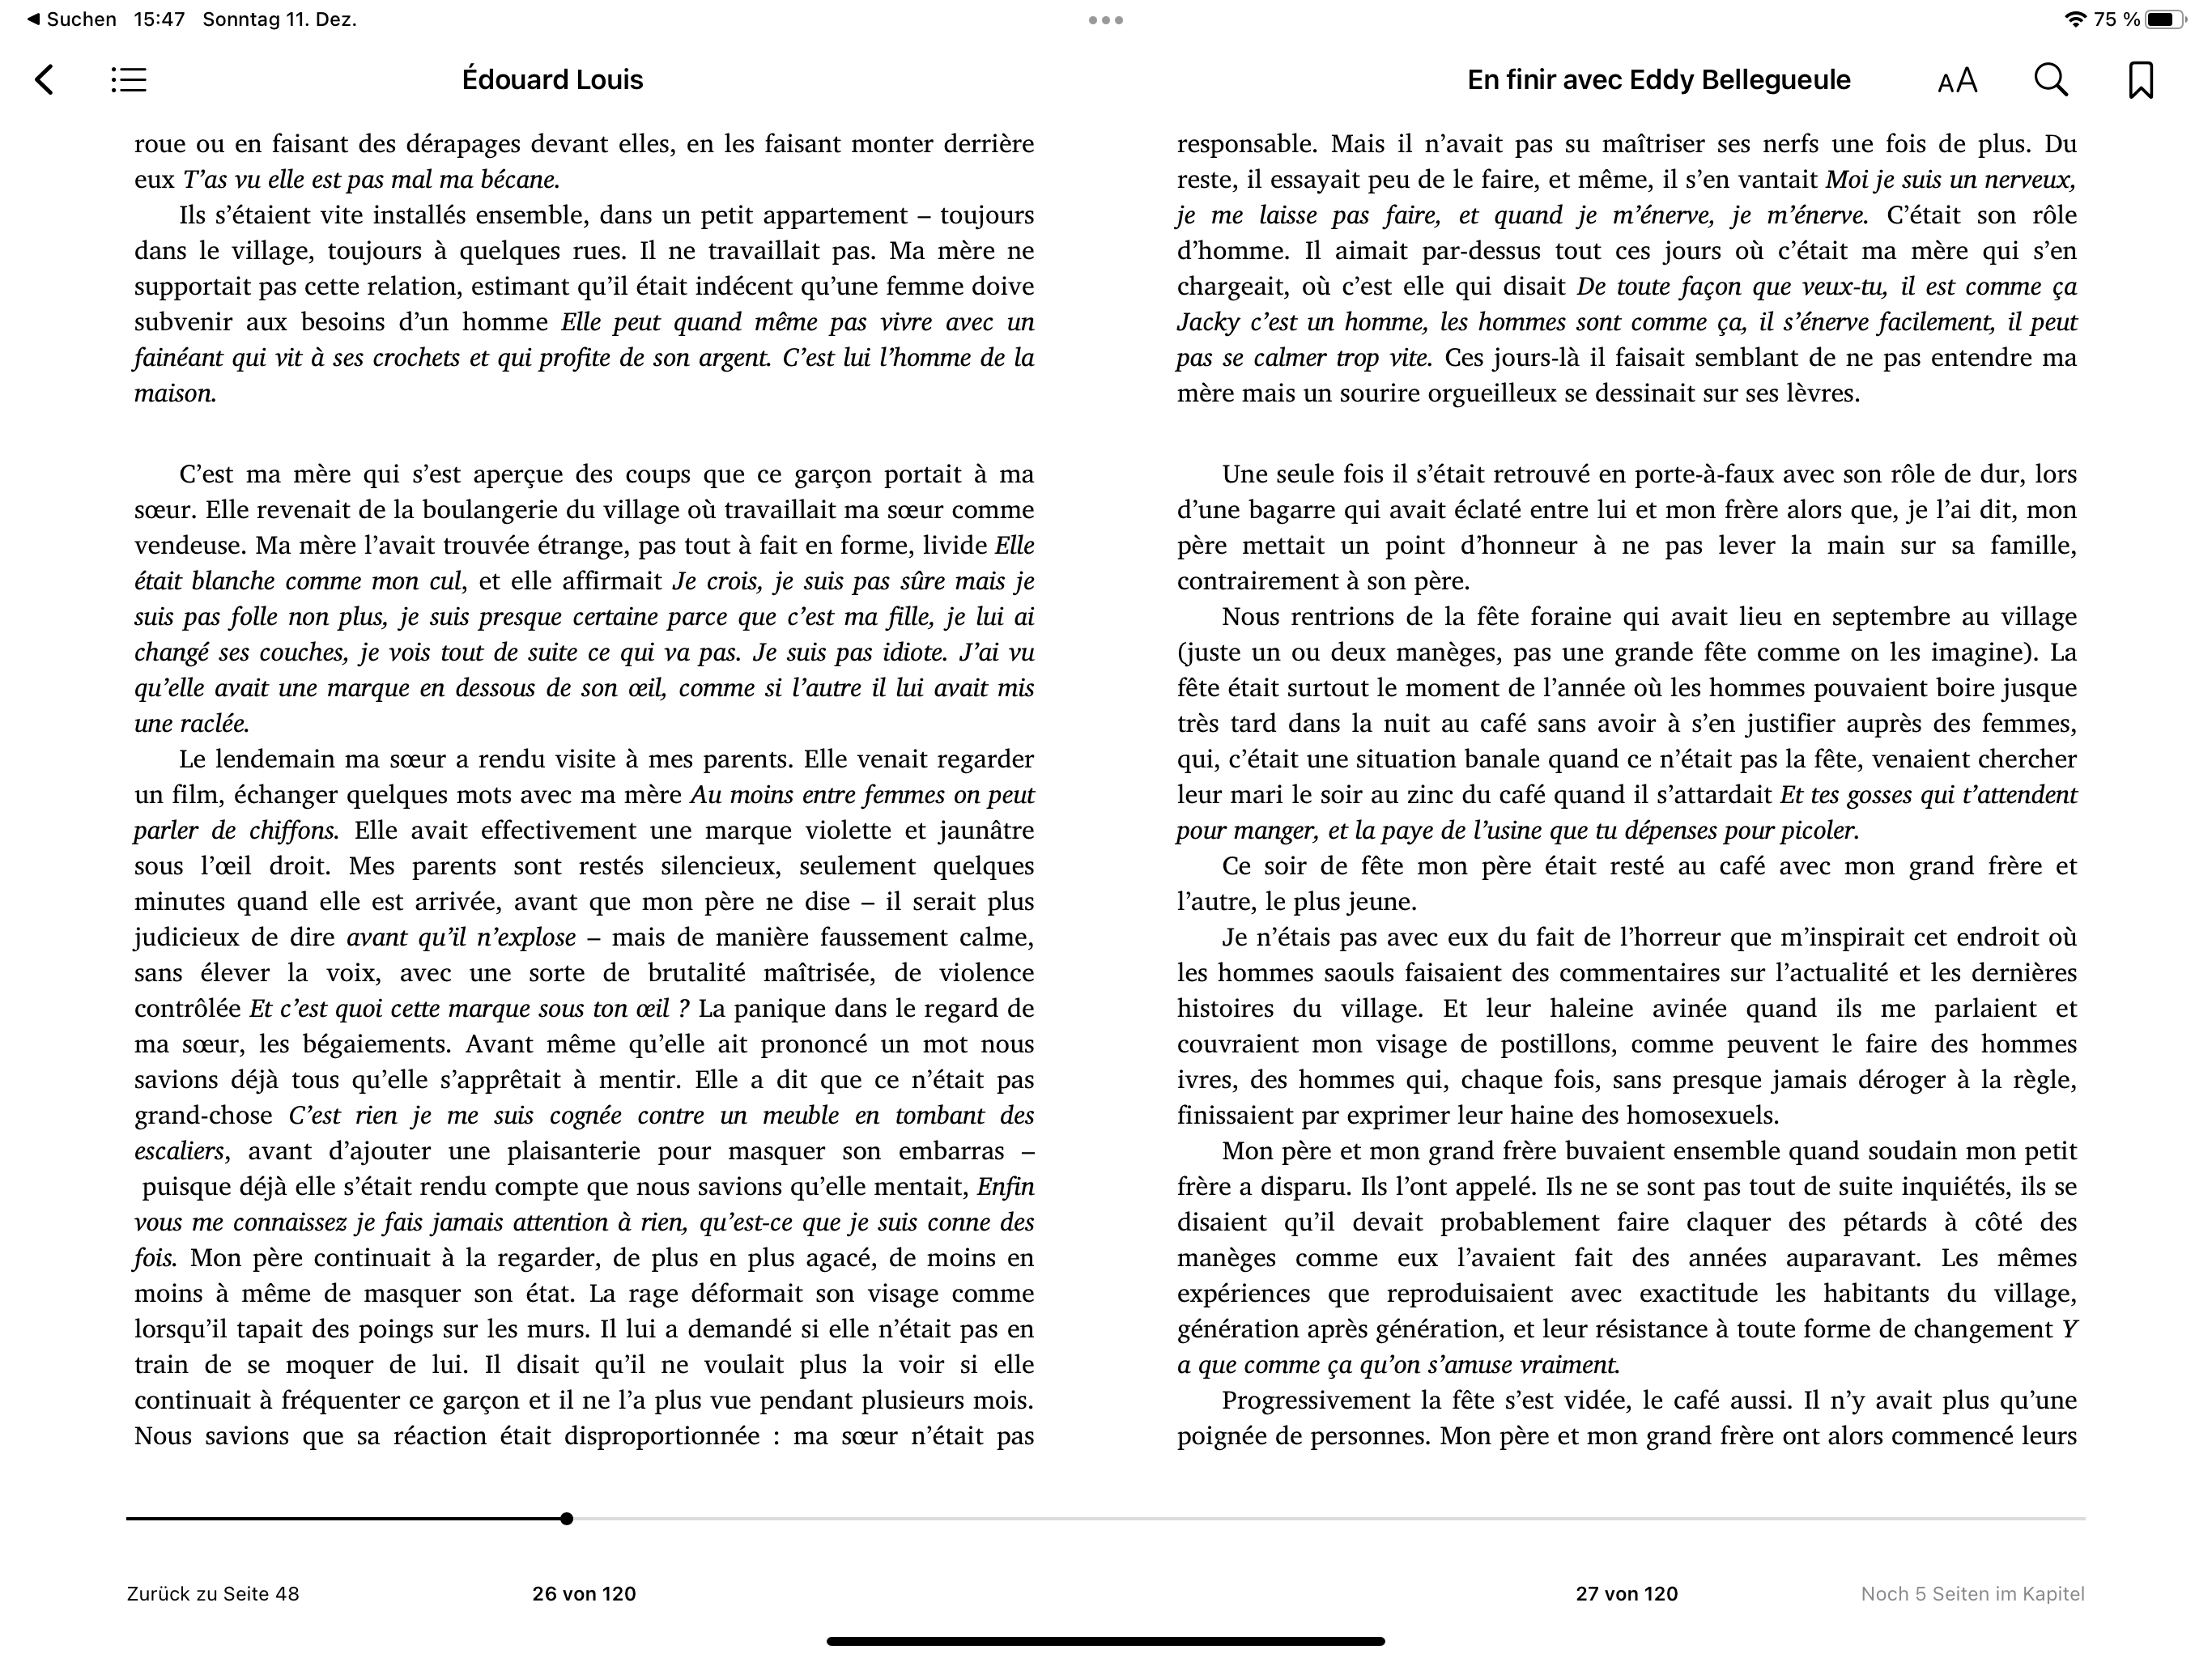 ◀ Suchen 15:47 Sonntag 11. Dez.
75 %
Édouard Louis
En finir avec Eddy Bellegueule
AA
roue ou en faisant des dérapages devant elles, en les faisant monter derrière
eux T’as vu elle est pas mal ma bécane.
Ils s’étaient vite installés ensemble, dans un petit appartement – toujours
dans le village, toujours à quelques rues. Il ne travaillait pas. Ma mère ne
supportait pas cette relation, estimant qu’il était indécent qu’une femme doive
subvenir aux besoins d’un homme Elle peut quand même pas vivre avec un
fainéant qui vit à ses crochets et qui profite de son argent. C’est lui l’homme de la
maison.
C’est ma mère qui s’est aperçue des coups que ce garçon portait à ma
sœur. Elle revenait de la boulangerie du village où travaillait ma sœur comme
vendeuse. Ma mère l’avait trouvée étrange, pas tout à fait en forme, livide Elle
était blanche comme mon cul, et elle affirmait Je crois, je suis pas sûre mais je
suis pas folle non plus, je suis presque certaine parce que c’est ma fille, je lui ai
changé ses couches, je vois tout de suite ce qui va pas. Je suis pas idiote. J’ai vu
qu’elle avait une marque en dessous de son œil, comme si l’autre il lui avait mis
une raclée.
Le lendemain ma sœur a rendu visite à mes parents. Elle venait regarder
un film, échanger quelques mots avec ma mère Au moins entre femmes on peut
parler de chiffons. Elle avait effectivement une marque violette et jaunâtre
sous l’œil droit. Mes parents sont restés silencieux, seulement quelques
minutes quand elle est arrivée, avant que mon père ne dise – il serait plus
judicieux de dire avant qu’il n’explose – mais de manière faussement calme,
sans élever la voix, avec une sorte de brutalité maîtrisée, de violence
contrôlée Et c’est quoi cette marque sous ton œil ? La panique dans le regard de
ma sœur, les bégaiements. Avant même qu’elle ait prononcé un mot nous
savions déjà tous qu’elle s’apprêtait à mentir. Elle a dit que ce n’était pas
grand-chose C’est rien je me suis cognée contre un meuble en tombant des
escaliers, avant d’ajouter une plaisanterie pour masquer son embarras –
puisque déjà elle s’était rendu compte que nous savions qu’elle mentait, Enfin
vous me connaissez je fais jamais attention à rien, qu’est-ce que je suis conne des
fois. Mon père continuait à la regarder, de plus en plus agacé, de moins en
moins à même de masquer son état. La rage déformait son visage comme
lorsqu’il tapait des poings sur les murs. Il lui a demandé si elle n’était pas en
train de se moquer de lui. Il disait qu’il ne voulait plus la voir si elle
continuait à fréquenter ce garçon et il ne l’a plus vue pendant plusieurs mois.
Nous savions que sa réaction était disproportionnée : ma sœur n’était pas
responsable. Mais il n’avait pas su maîtriser ses nerfs une fois de plus. Du
reste, il essayait peu de le faire, et même, il s’en vantait Moi je suis un nerveux,
je me laisse pas faire, et quand je m’énerve, je m’énerve. C’était son rôle
d’homme. Il aimait par-dessus tout ces jours où c’était ma mère qui s’en
chargeait, où c’est elle qui disait De toute façon que veux-tu, il est comme ça
Jacky c’est un homme, les hommes sont comme ça, il s’énerve facilement, il peut
pas se calmer trop vite. Ces jours-là il faisait semblant de ne pas entendre ma
mère mais un sourire orgueilleux se dessinait sur ses lèvres.
Une seule fois il s’était retrouvé en porte-à-faux avec son rôle de dur, lors
d’une bagarre qui avait éclaté entre lui et mon frère alors que, je l’ai dit, mon
père mettait un point d’honneur à ne pas lever la main sur sa famille,
contrairement à son père.
Nous rentrions de la fête foraine qui avait lieu en septembre au village
(juste un ou deux manèges, pas une grande fête comme on les imagine). La
fête était surtout le moment de l’année où les hommes pouvaient boire jusque
très tard dans la nuit au café sans avoir à s’en justifier auprès des femmes,
qui, c’était une situation banale quand ce n’était pas la fête, venaient chercher
leur mari le soir au zinc du café quand il s’attardait Et tes gosses qui t’attendent
pour manger, et la paye de l’usine que tu dépenses pour picoler.
Ce soir de fête mon père était resté au café avec mon grand frère et
l’autre, le plus jeune.
Je n’étais pas avec eux du fait de l’horreur que m’inspirait cet endroit où
les hommes saouls faisaient des commentaires sur l’actualité et les dernières
histoires du village. Et leur haleine avinée quand ils me parlaient et
couvraient mon visage de postillons, comme peuvent le faire des hommes
ivres, des hommes qui, chaque fois, sans presque jamais déroger à la règle,
finissaient par exprimer leur haine des homosexuels.
Mon père et mon grand frère buvaient ensemble quand soudain mon petit
frère a disparu. Ils l’ont appelé. Ils ne se sont pas tout de suite inquiétés, ils se
disaient qu’il devait probablement faire claquer des pétards à côté des
manèges comme eux l’avaient fait des années auparavant. Les mêmes
expériences que reproduisaient avec exactitude les habitants du village,
génération après génération, et leur résistance à toute forme de changement Y
a que comme ça qu’on s’amuse vraiment.
Progressivement la fête s’est vidée, le café aussi. Il n’y avait plus qu’une
poignée de personnes. Mon père et mon grand frère ont alors commencé leurs
Zurück zu Seite 48
26 von 120
27 von 120
Noch 5 Seiten im Kapitel